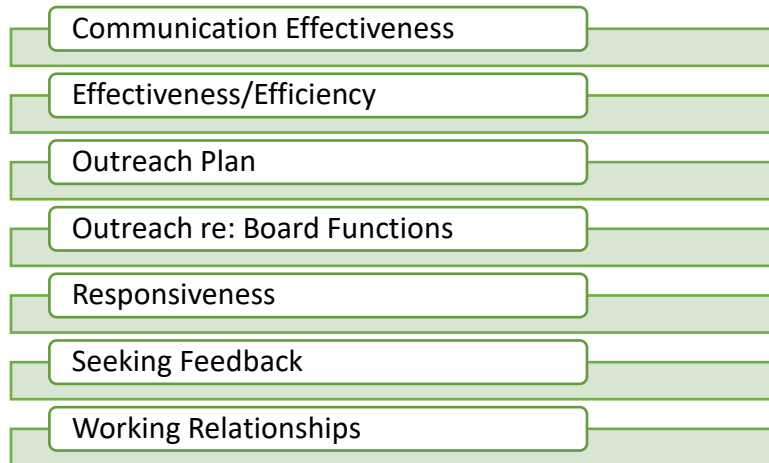 Communication Effectiveness
Effectiveness/Efficiency
Outreach Plan
Outreach re: Board Functions
Responsiveness
Seeking Feedback
Working Relationships